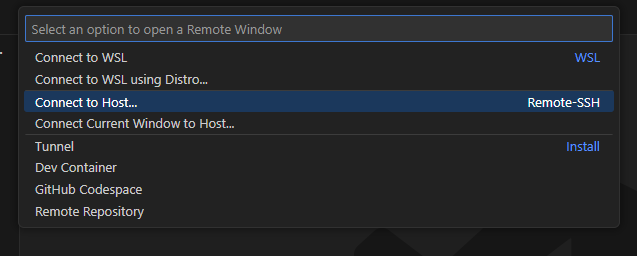 Select an option to open a Remote Window
Connect to WSL WSL
Connect to WSL using Distro...
Connect to Host... Remote-SSH
Connect Current Window to Host...
Tunnel Install
Dev Container
GitHub Codespace
Remote Repository